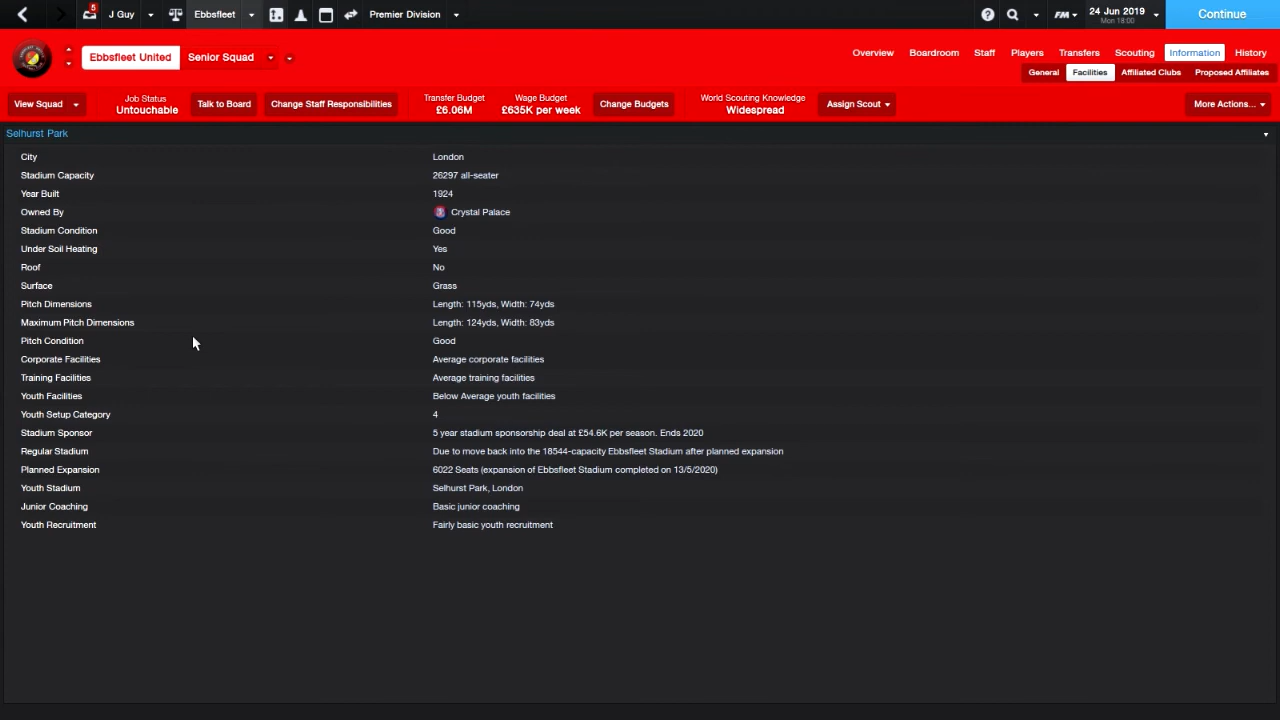 5 J Guy Ebbsfleet Premier Division FM 24 Jun 2019 Mon 18:00 Continue
Ebbsfleet United Senior Squad Overview Boardroom Staff Players Transfers Scouting Information History
General Facilities Affiliated Clubs Proposed Affiliates
View Squad Job Status Untouchable Talk to Board Change Staff Responsibilities Transfer Budget £6.06M Wage Budget £635K per week Change Budgets World Scouting Knowledge Widespread Assign Scout More Actions...
Selhurst Park
City London
Stadium Capacity 26297 all-seater
Year Built 1924
Owned By Crystal Palace
Stadium Condition Good
Under Soil Heating Yes
Roof No
Surface Grass
Pitch Dimensions Length: 115yds, Width: 74yds
Maximum Pitch Dimensions Length: 124yds, Width: 83yds
Pitch Condition Good
Corporate Facilities Average corporate facilities
Training Facilities Average training facilities
Youth Facilities Below Average youth facilities
Youth Setup Category 4
Stadium Sponsor 5 year stadium sponsorship deal at £54.6K per season. Ends 2020
Regular Stadium Due to move back into the 18544-capacity Ebbsfleet Stadium after planned expansion
Planned Expansion 6022 Seats (expansion of Ebbsfleet Stadium completed on 13/5/2020)
Youth Stadium Selhurst Park, London
Junior Coaching Basic junior coaching
Youth Recruitment Fairly basic youth recruitment